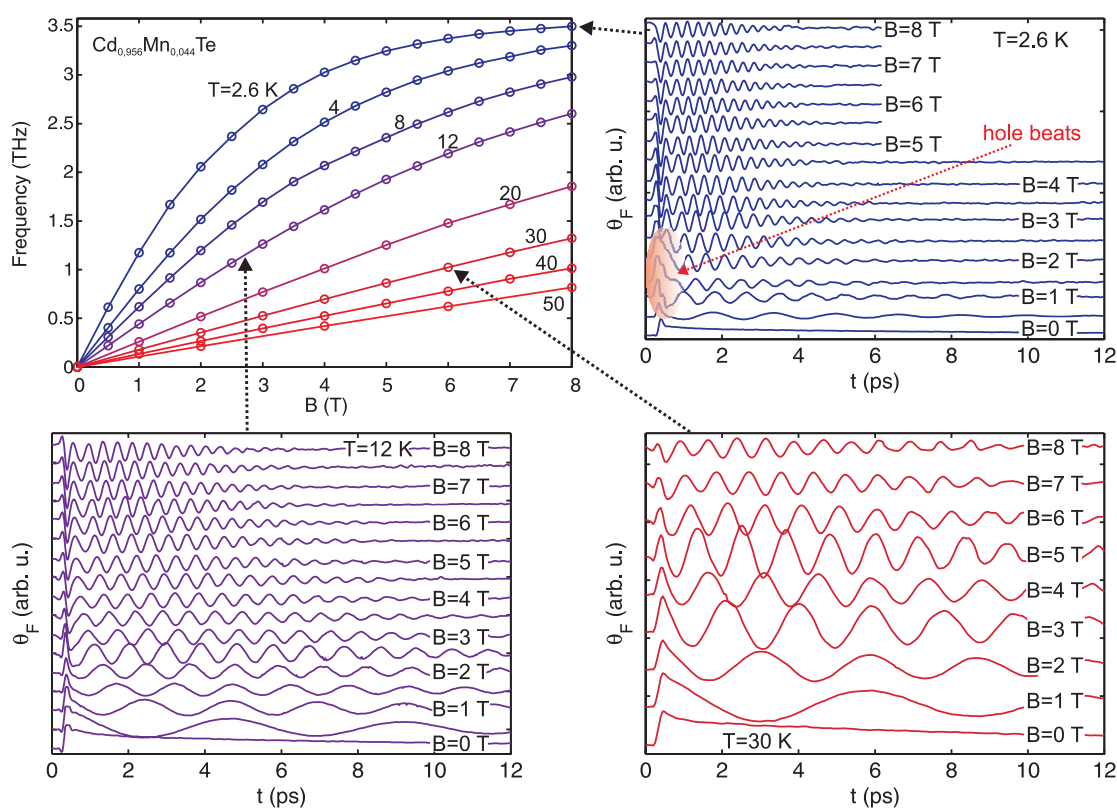 Cd0,956Mn0,044Te
T=2.6 K
4
8
12
20
30
40
50
Frequency (THz)
3.5
3
2.5
2
1.5
1
0.5
0
0 1 2 3 4 5 6 7 8
B (T)
T=2.6 K
B=8 T
B=7 T
B=6 T
B=5 T
hole beats
B=4 T
B=3 T
B=2 T
B=1 T
B=0 T
θF (arb. u.)
0 2 4 6 8 10 12
t (ps)
T=12 K
B=8 T
B=7 T
B=6 T
B=5 T
B=4 T
B=3 T
B=2 T
B=1 T
B=0 T
θF (arb. u.)
0 2 4 6 8 10 12
t (ps)
B=8 T
B=7 T
B=6 T
B=5 T
B=4 T
B=3 T
B=2 T
B=1 T
B=0 T
T=30 K
θF (arb. u.)
0 2 4 6 8 10 12
t (ps)